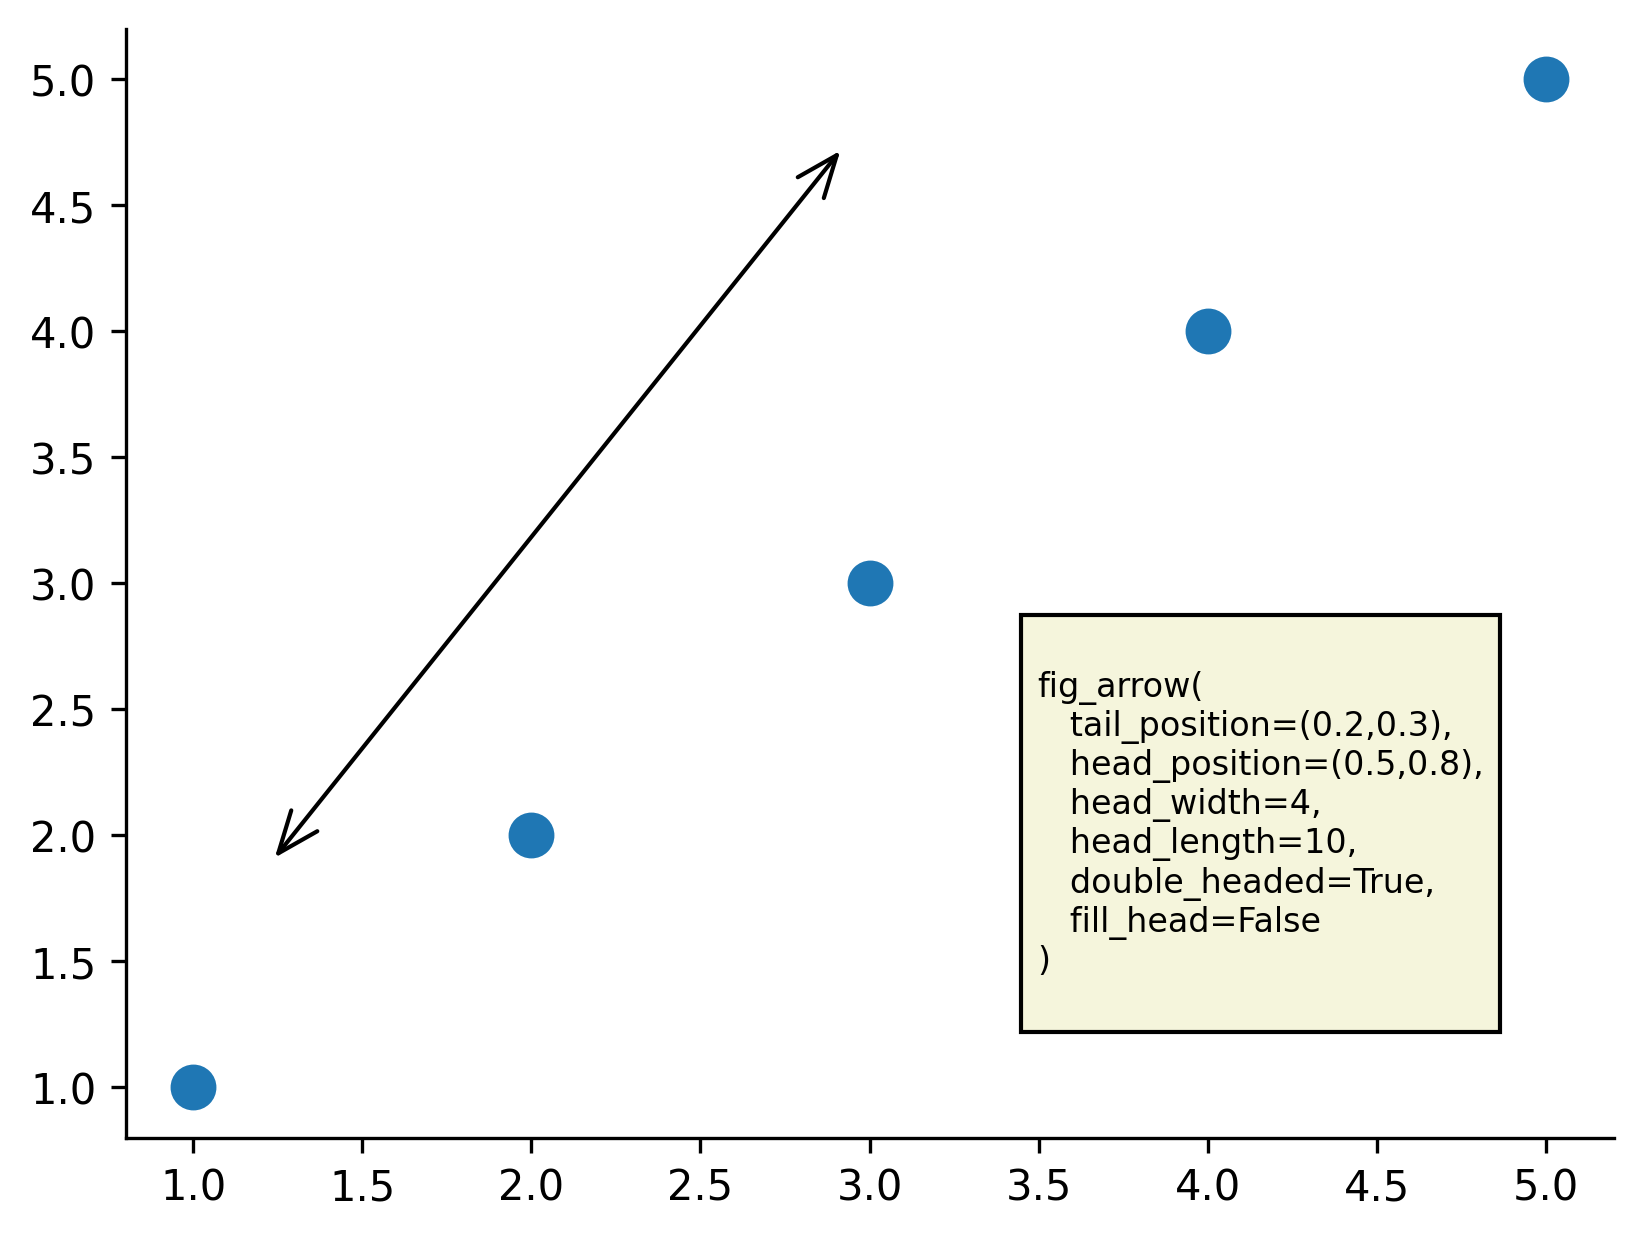 5.0
4.5
4.0
3.5
3.0
2.5
2.0
1.5
1.0
fig_arrow(
    tail_position=(0.2,0.3),
    head_position=(0.5,0.8),
    head_width=4,
    head_length=10,
    double_headed=True,
    fill_head=False
)
1.0 1.5 2.0 2.5 3.0 3.5 4.0 4.5 5.0